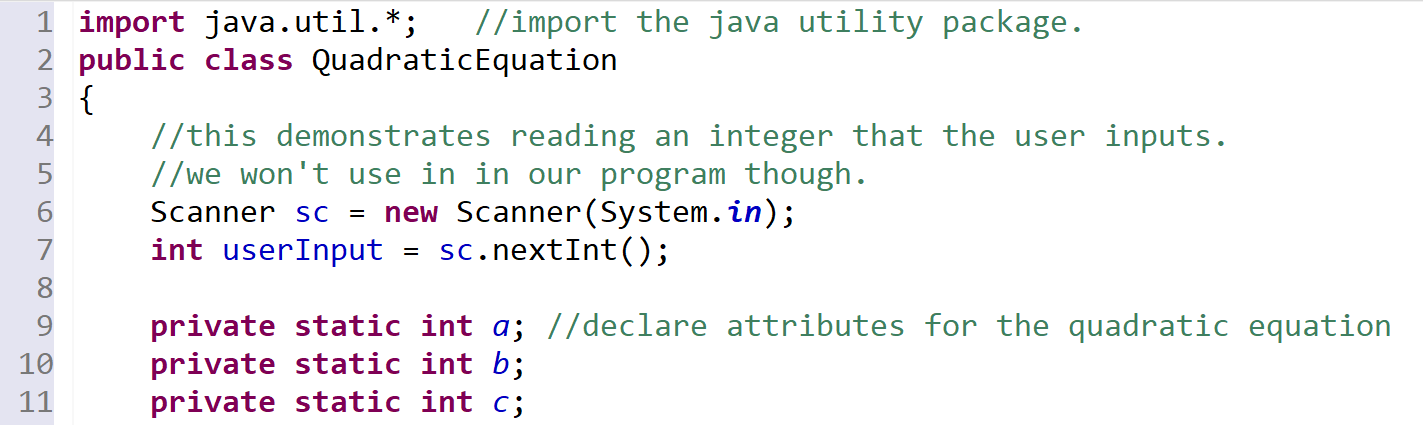 1 import java.util.*;   //import the java utility package.
2 public class QuadraticEquation
3 {
4     //this demonstrates reading an integer that the user inputs.
5     //we won't use in in our program though.
6     Scanner sc = new Scanner(System.in);
7     int userInput = sc.nextInt();
8
9     private static int a; //declare attributes for the quadratic equation
10     private static int b;
11     private static int c;